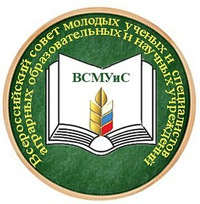 Всероссийский совет молодых ученых и специалистов
аграрных образовательных и научных учреждений
ВСМУиС